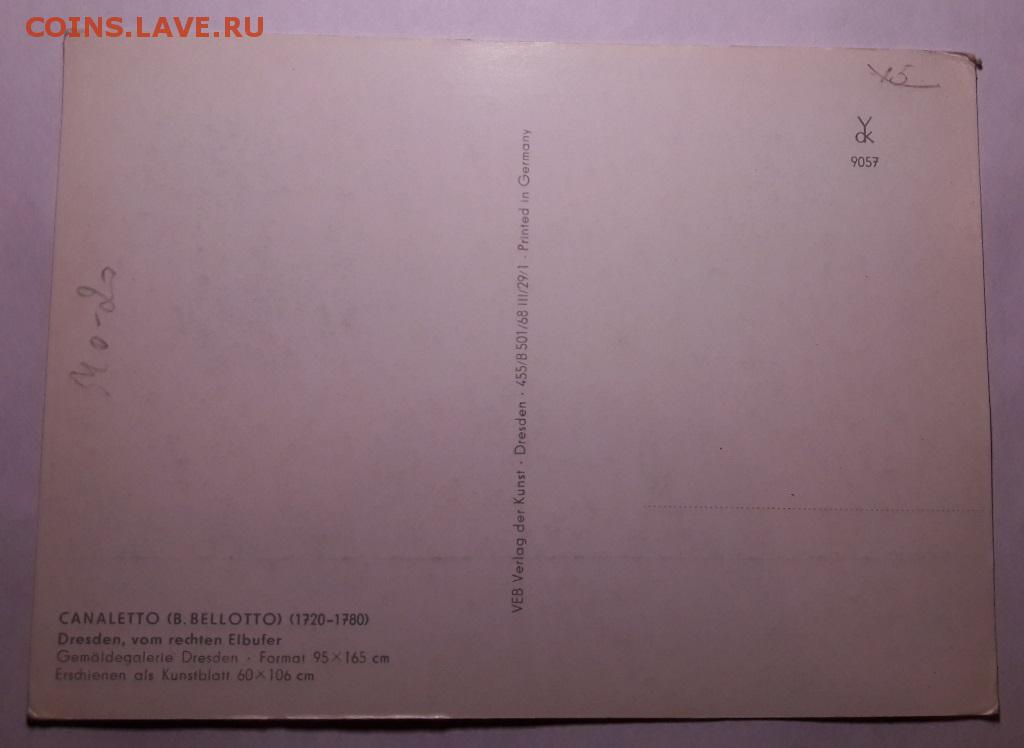 COINS.LAVE.RU
Vdk
9057
VEB Verlag der Kunst · Dresden · 455/B 501/68 III/29/1 · Printed in Germany
CANALETTO (B. BELLOTTO) (1720–1780)
Dresden, vom rechten Elbufer
Gemäldegalerie Dresden · Format 95×165 cm
Erschienen als Kunstblatt 60×106 cm